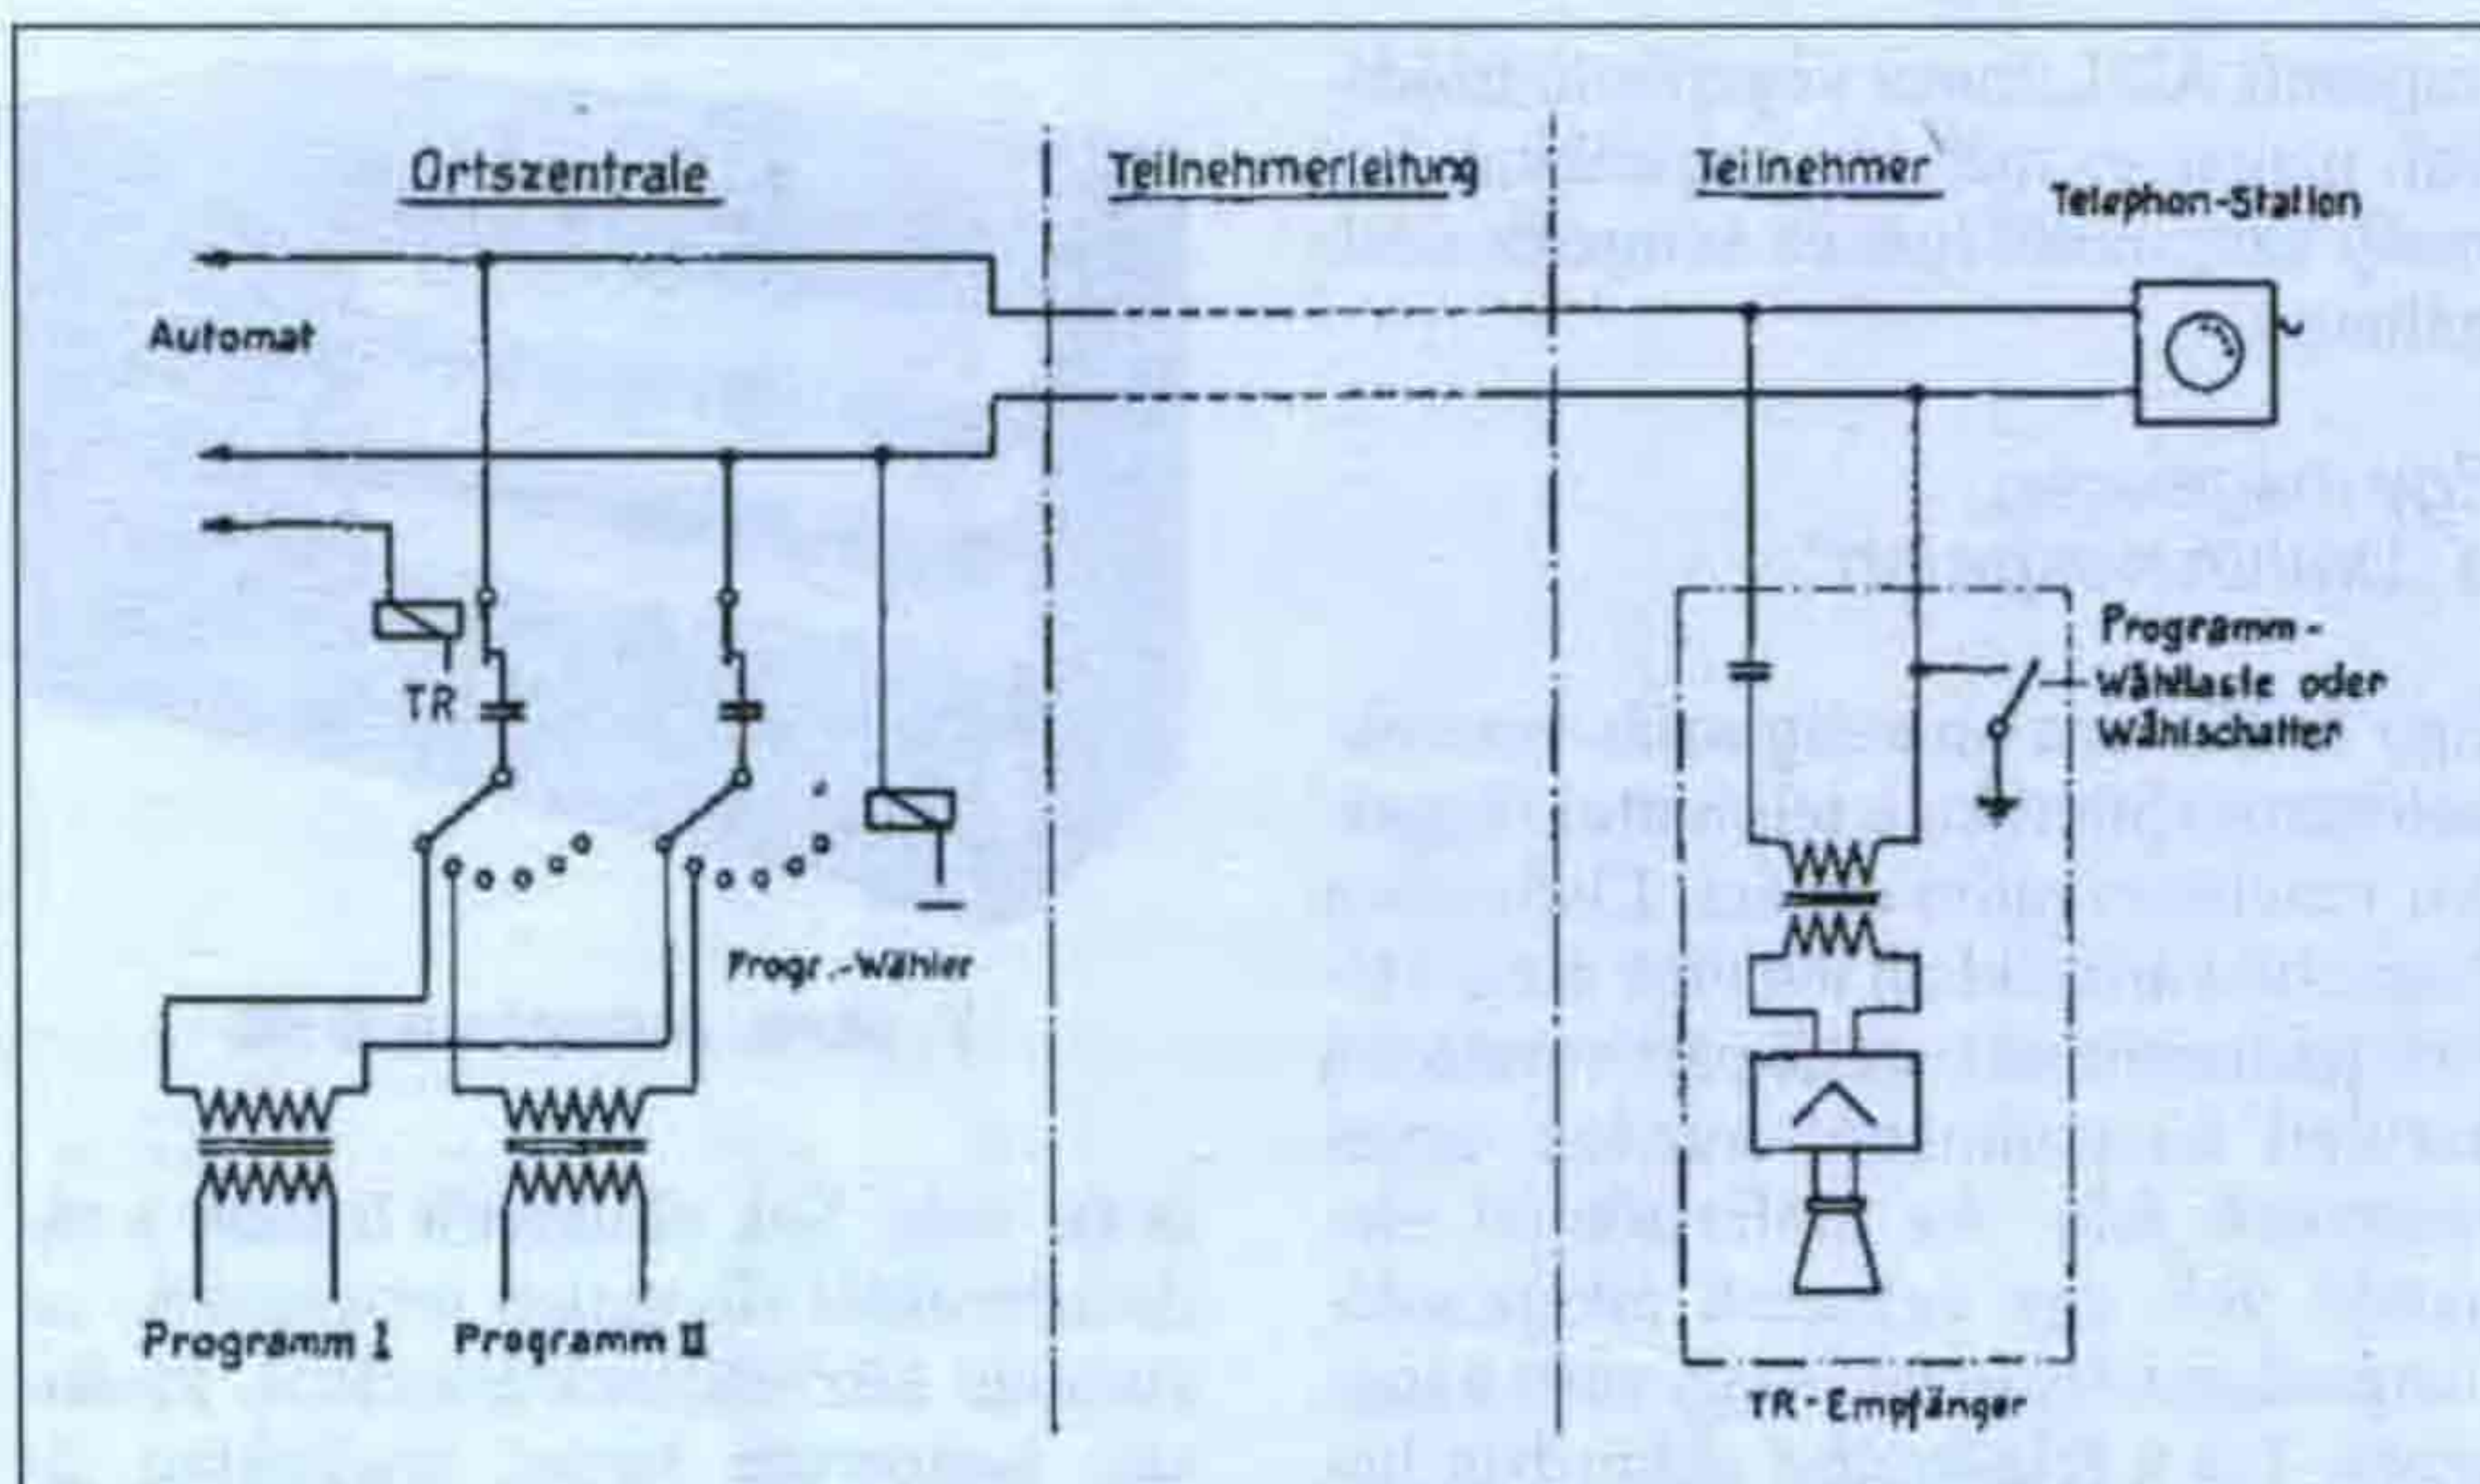 Ortszentrale
Teilnehmerleitung
Teilnehmer
Telephon-Station
Automat
TR
Programm-
Wähltaste oder
Wählschalter
Progr.-Wähler
Programm I
Programm II
TR-Empfänger